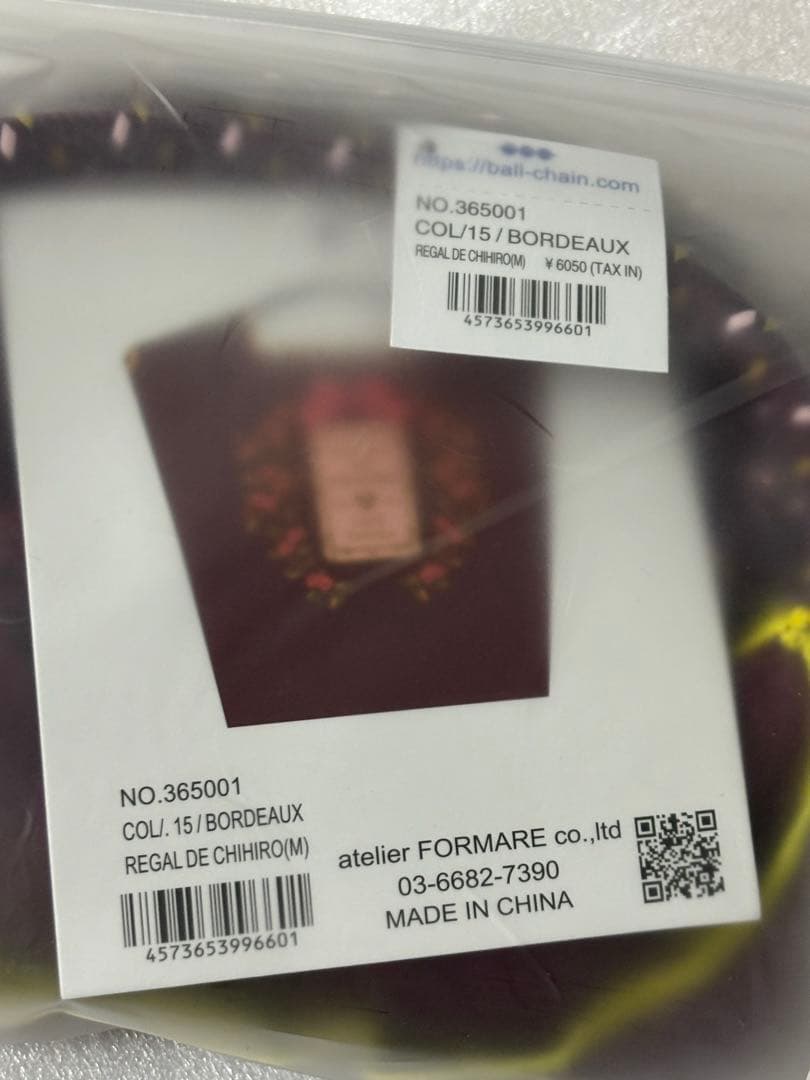 https://ball-chain.com
NO.365001
COL/15 / BORDEAUX
REGAL DE CHIHIRO(M) ¥6050 (TAX IN)
4573653996601
NO.365001
COL/. 15 / BORDEAUX
REGAL DE CHIHIRO(M)
4573653996601
atelier FORMARE co.,ltd
03-6682-7390
MADE IN CHINA